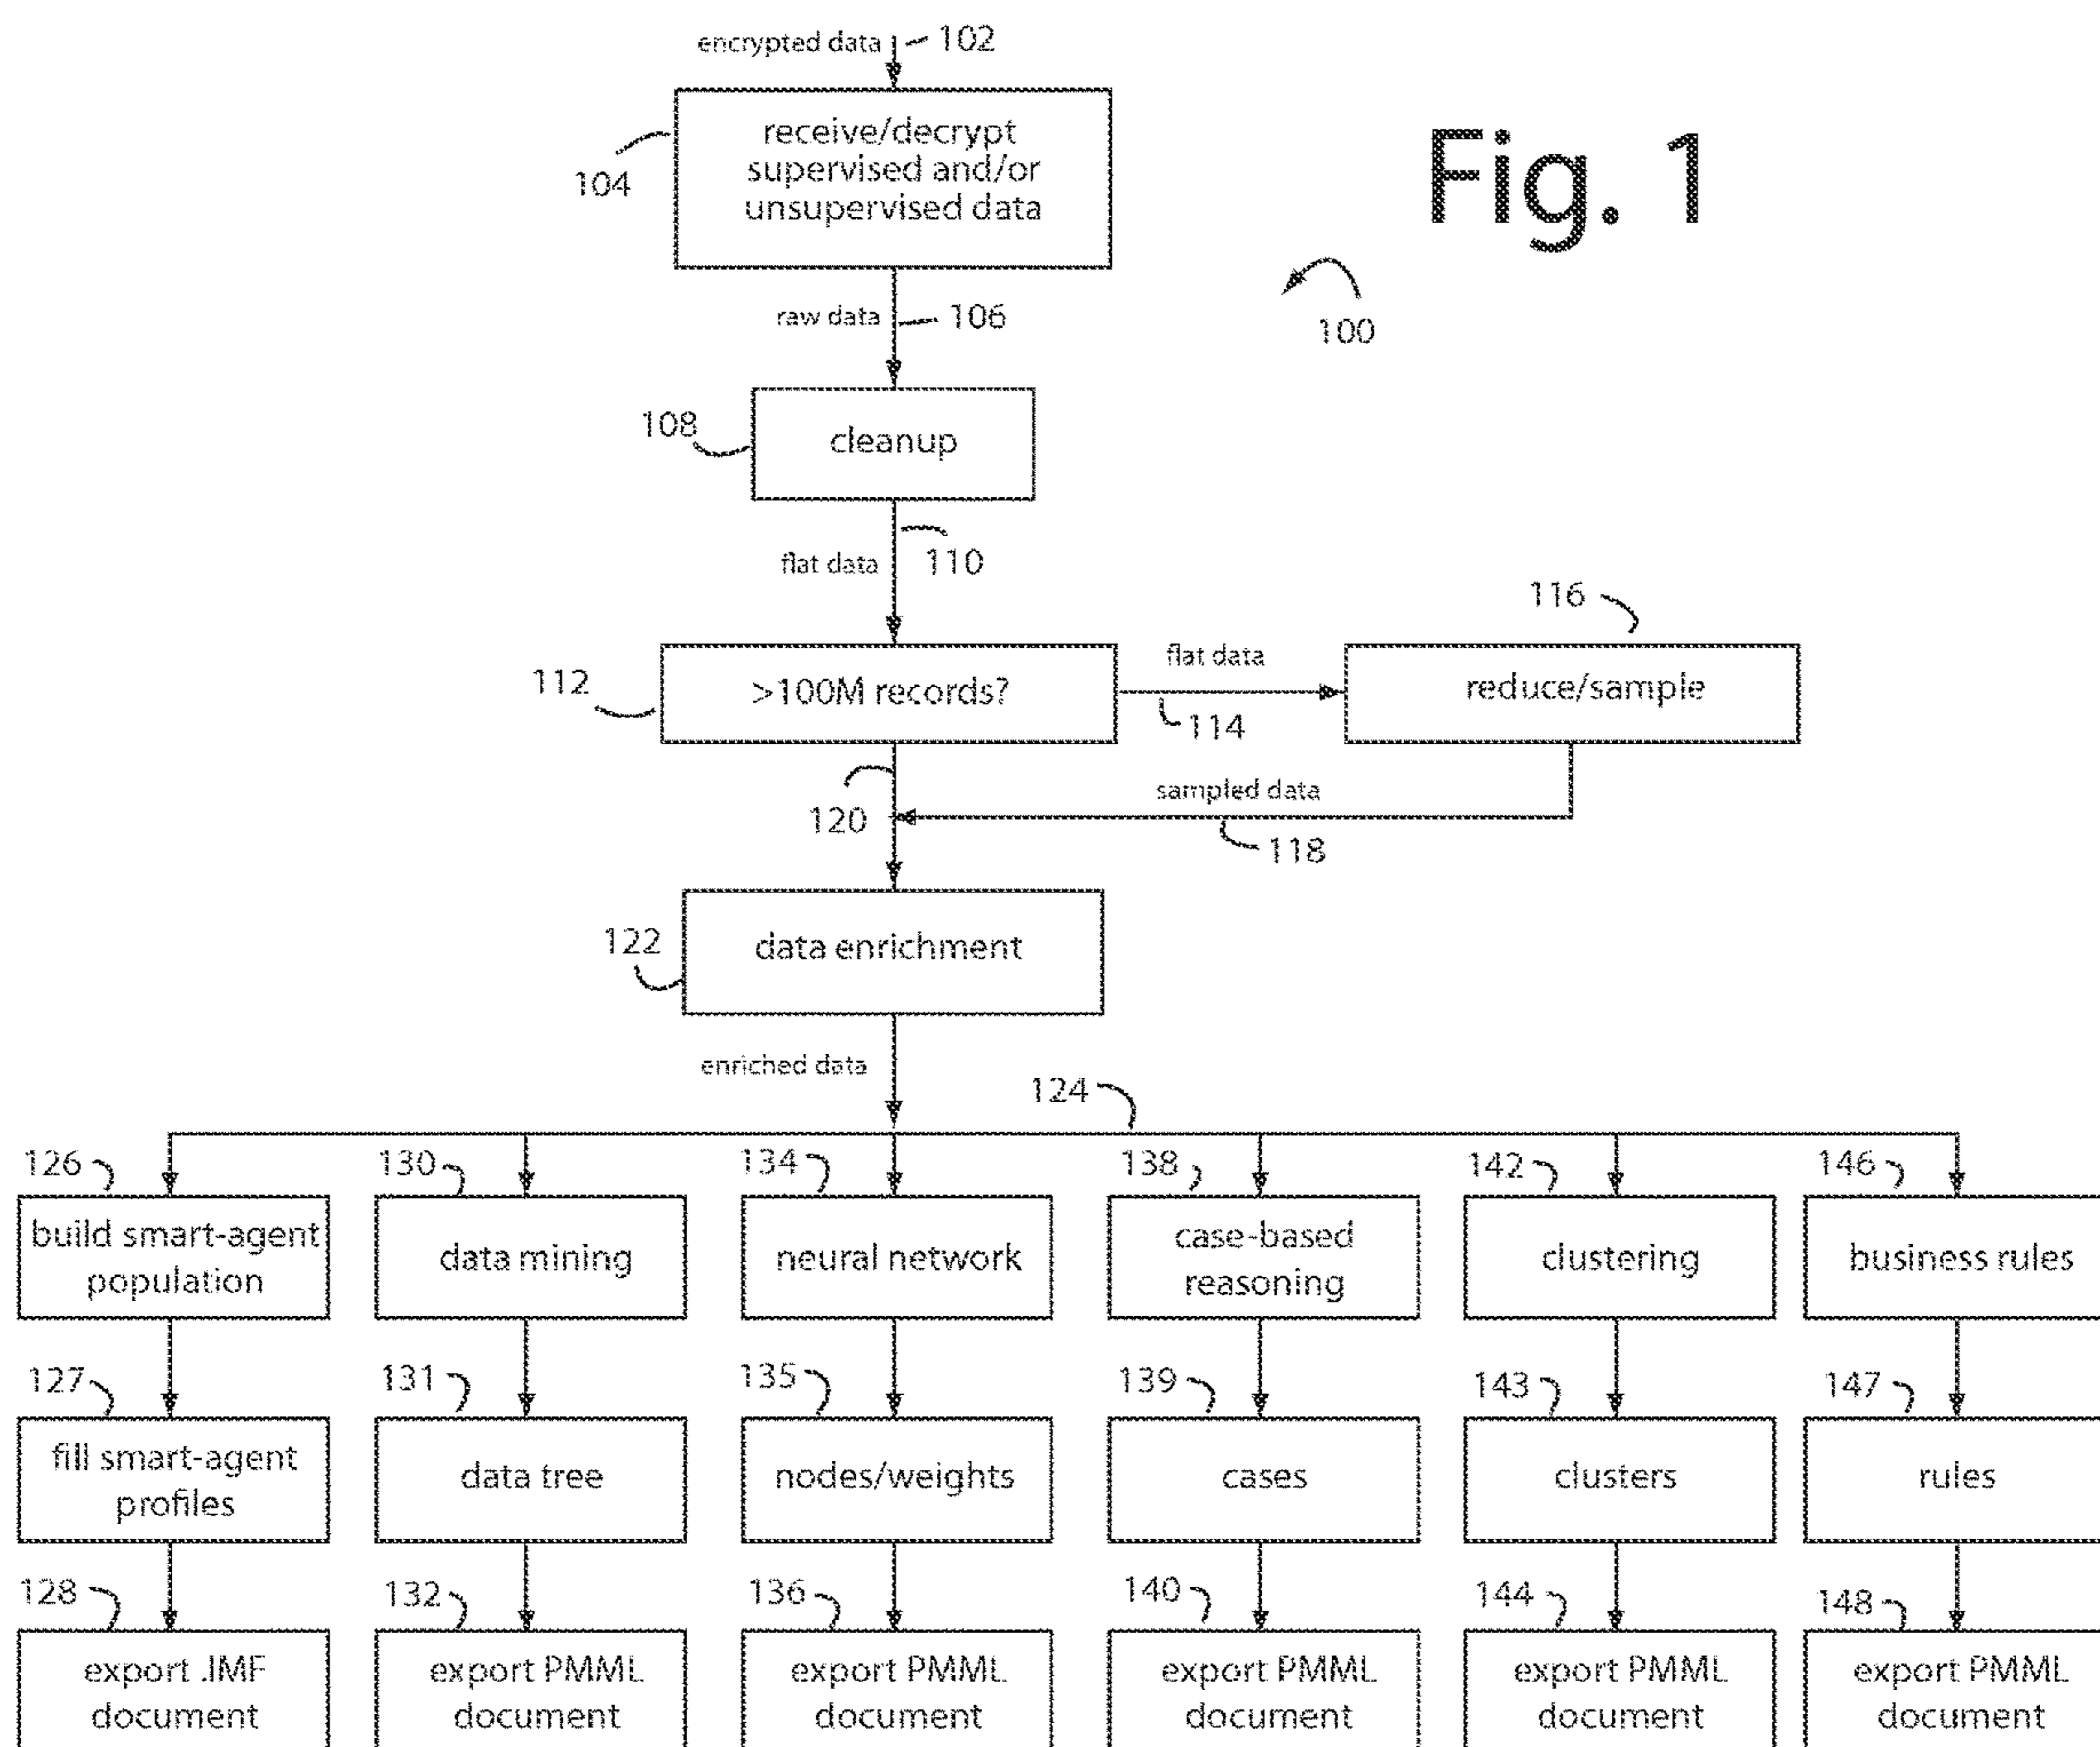 encrypted data
102
Fig. 1
receive/decrypt
supervised and/or
unsupervised data
104
100
raw data
106
108
cleanup
flat data
110
116
112
>100M records?
flat data
114
reduce/sample
120
sampled data
118
122
data enrichment
enriched data
124
126
130
134
138
142
146
build smart-agent
population
data mining
neural network
case-based
reasoning
clustering
business rules
127
131
135
139
143
147
fill smart-agent
profiles
data tree
nodes/weights
cases
clusters
rules
128
132
136
140
144
148
export .IMF
document
export PMML
document
export PMML
document
export PMML
document
export PMML
document
export PMML
document